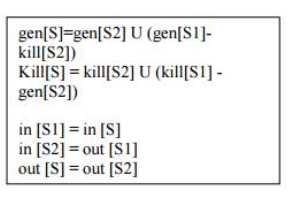 gen[S]=gen[S2] U (gen[S1]-
kill[S2])
Kill[S] = kill[S2] U (kill[S1] -
gen[S2])
in [S1] = in [S]
in [S2] = out [S1]
out [S] = out [S2]